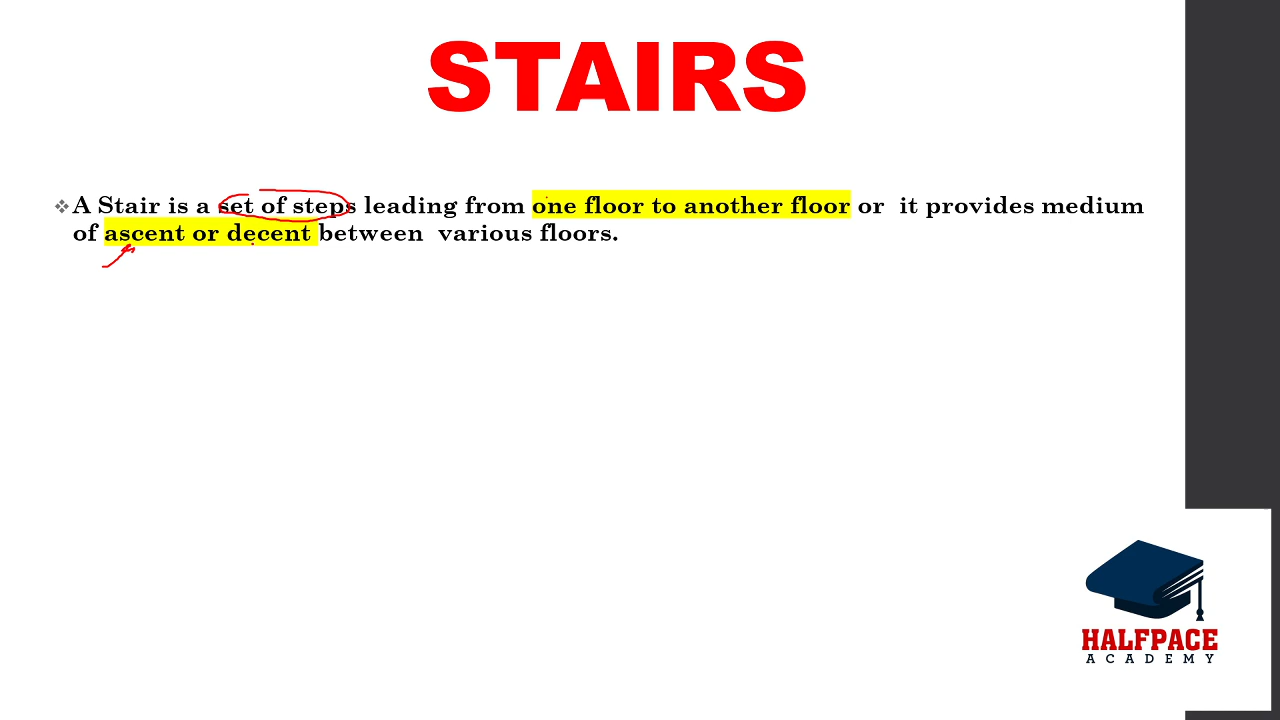 STAIRS
❖A Stair is a set of steps leading from one floor to another floor or it provides medium
of ascent or decent between various floors.
HALFPACE
ACADEMY